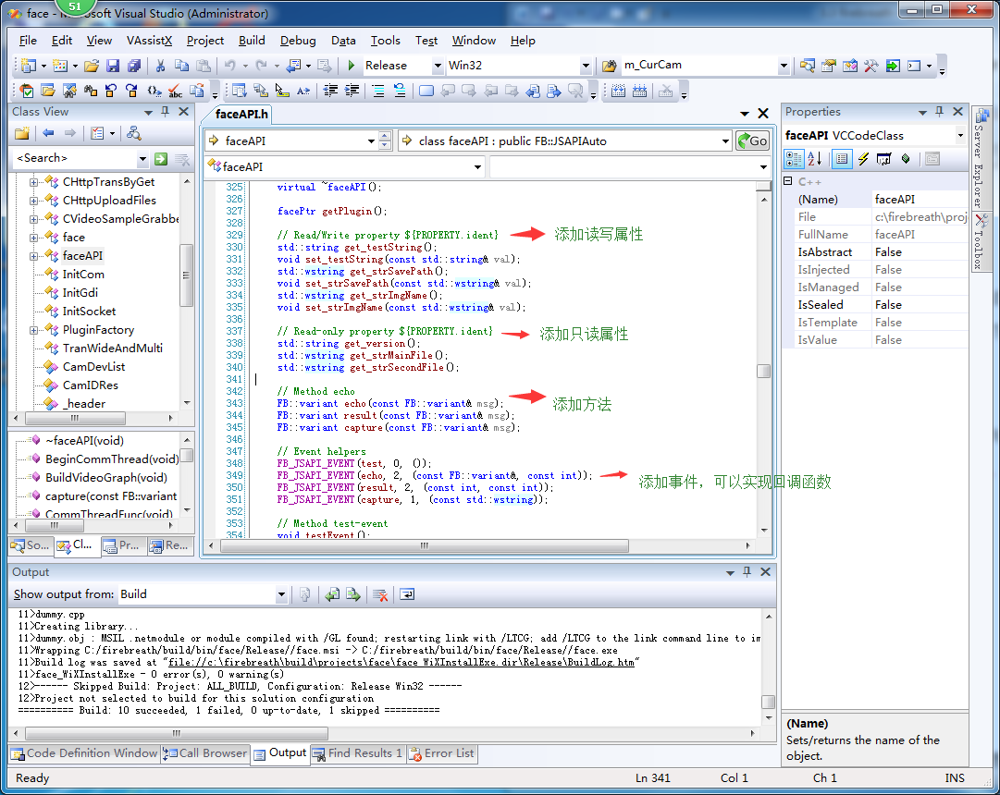 51
face - Microsoft Visual Studio (Administrator)
File Edit View VAssistX Project Build Debug Data Tools Test Window Help
Release Win32 m_CurCam
Class View
<Search>
CHttpTransByGet
CHttpUploadFiles
CVideoSampleGrabbe
face
faceAPI
InitCom
InitGdi
InitSocket
PluginFactory
TranWideAndMulti
CamDevList
CamIDRes
_header
~faceAPI(void)
BeginCommThread(void)
BuildVideoGraph(void)
capture(const FB::variant
CommThreadFunc(void)
So... Cl... Pr... Re...
faceAPI.h
faceAPI class faceAPI : public FB::JSAPIAuto Go
faceAPI
325 virtual ~faceAPI();
326
327 facePtr getPlugin();
328
329 // Read/Write property ${PROPERTY.ident} 添加读写属性
330 std::string get_testString();
331 void set_testString(const std::string& val);
332 std::wstring get_strSavePath();
333 void set_strSavePath(const std::wstring& val);
334 std::wstring get_strImgName();
335 void set_strImgName(const std::wstring& val);
336
337 // Read-only property ${PROPERTY.ident} 添加只读属性
338 std::string get_version();
339 std::wstring get_strMainFile();
340 std::wstring get_strSecondFile();
341
342 // Method echo
343 FB::variant echo(const FB::variant& msg); 添加方法
344 FB::variant result(const FB::variant& msg);
345 FB::variant capture(const FB::variant& msg);
346
347 // Event helpers
348 FB_JSAPI_EVENT(test, 0, ());
349 FB_JSAPI_EVENT(echo, 2, (const FB::variant&, const int)); 添加事件，可以实现回调函数
350 FB_JSAPI_EVENT(result, 2, (const int, const int));
351 FB_JSAPI_EVENT(capture, 1, (const std::wstring));
352
353 // Method test-event
354 void testEvent();
Properties
faceAPI VCCodeClass
C++
(Name) faceAPI
File c:\firebreath\proj
FullName faceAPI
IsAbstract False
IsInjected False
IsManaged False
IsSealed False
IsTemplate False
IsValue False
(Name)
Sets/returns the name of the
object.
Server Explorer
Toolbox
Output
Show output from: Build
11>dummy.cpp
11>Creating library...
11>dummy.obj : MSIL .netmodule or module compiled with /GL found; restarting link with /LTCG; add /LTCG to the link command line to im
11>Wrapping C:/firebreath/build/bin/face/Release//face.msi -> C:/firebreath/build/bin/face/Release//face.exe
11>Build log was saved at "file://c:\firebreath\build\projects\face\face_WiXInstallExe.dir\Release\BuildLog.htm"
11>face_WiXInstallExe - 0 error(s), 0 warning(s)
12>------ Skipped Build: Project: ALL_BUILD, Configuration: Release Win32 ------
12>Project not selected to build for this solution configuration
========== Build: 10 succeeded, 1 failed, 0 up-to-date, 1 skipped ==========
Code Definition Window Call Browser Output Find Results 1 Error List
Ready Ln 341 Col 1 Ch 1 INS